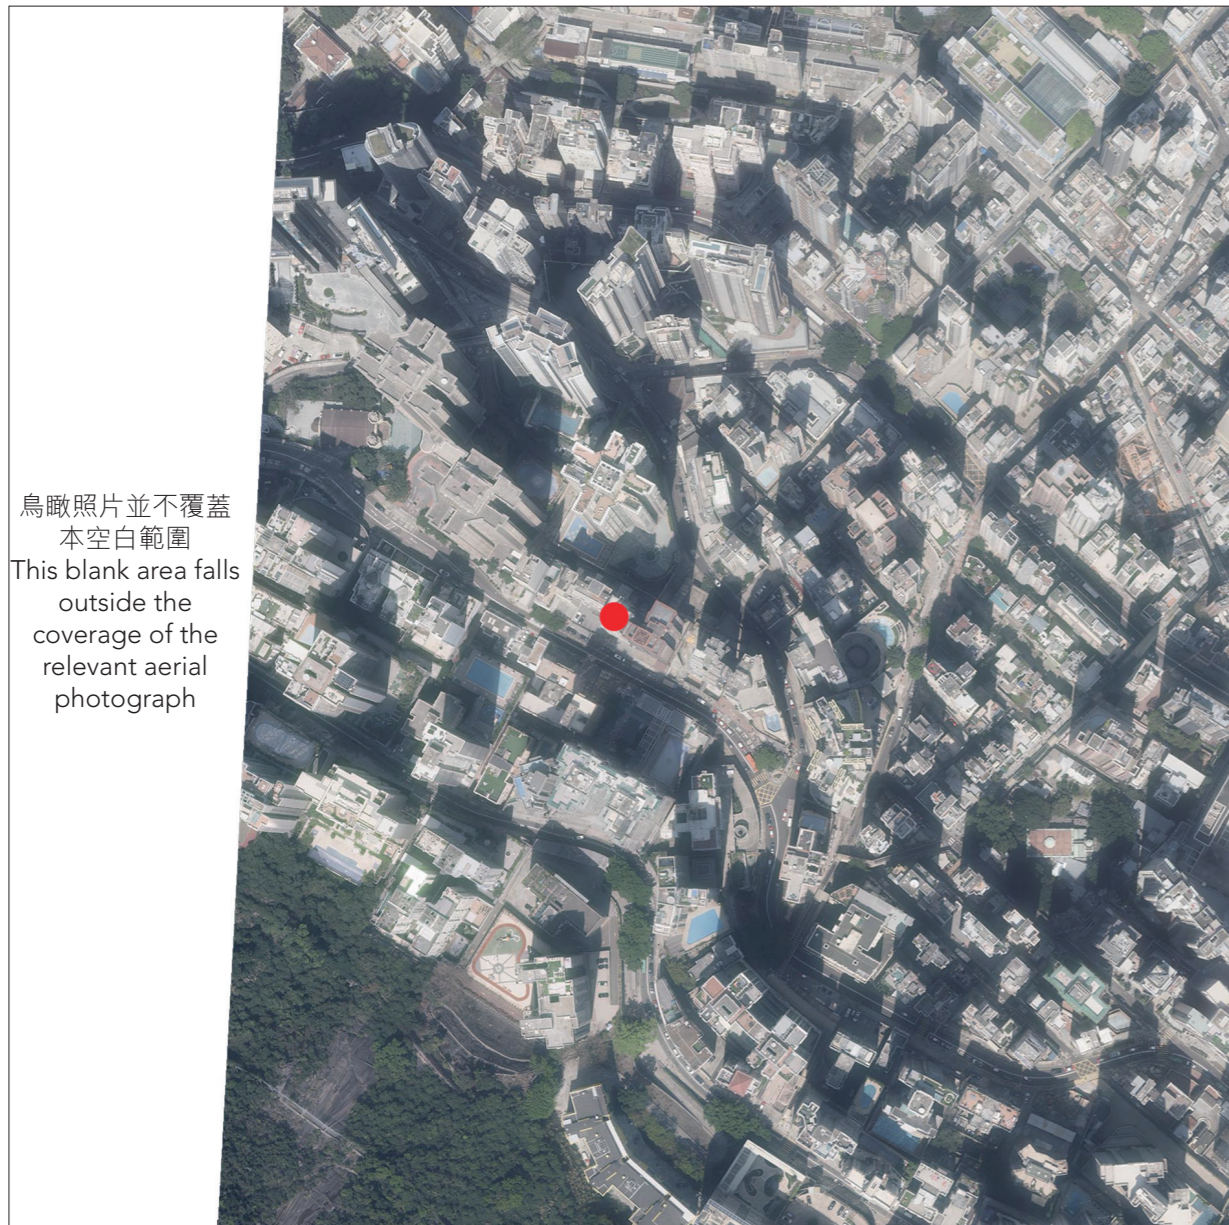 鳥瞰照片並不覆蓋
本空白範圍
This blank area falls
outside the
coverage of the
relevant aerial
photograph